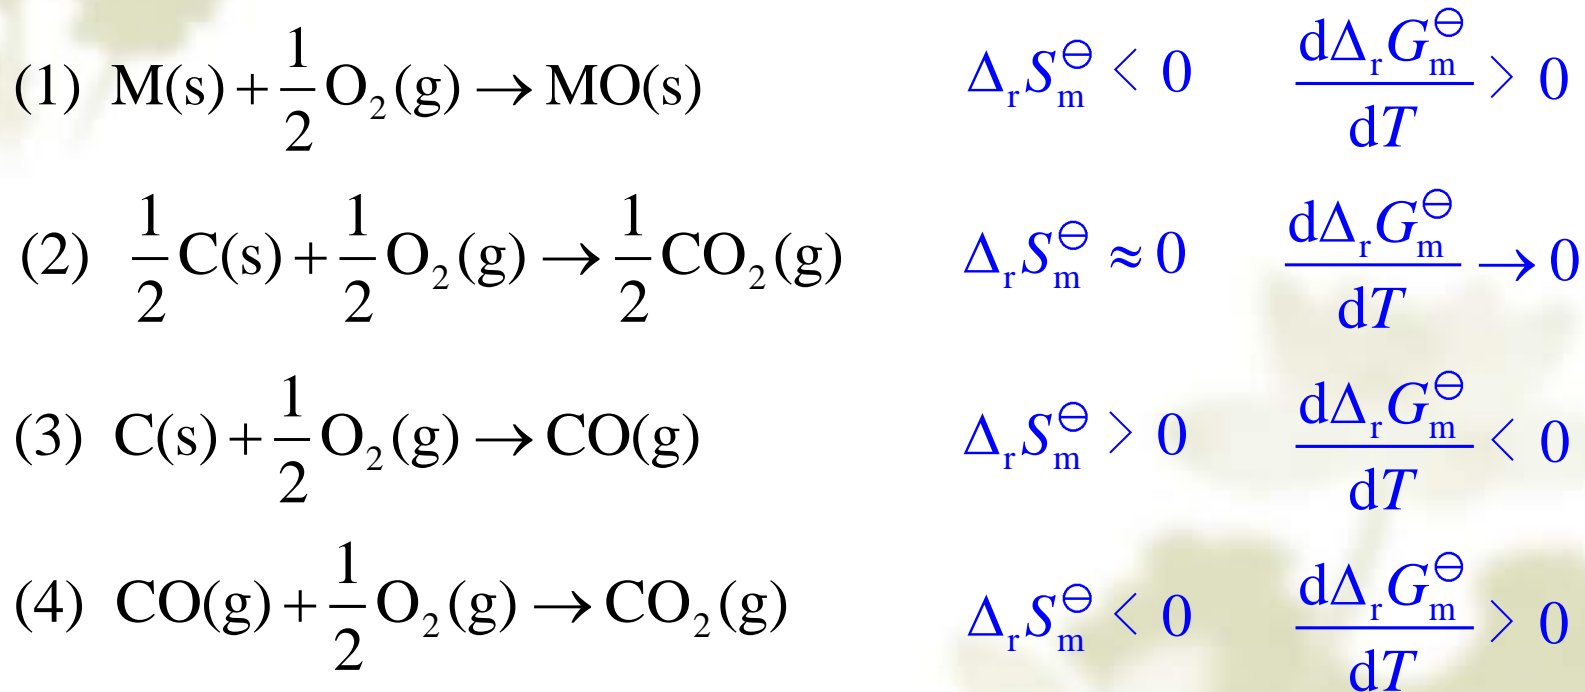 (1) M(s) + 1/2 O₂(g) → MO(s) Δ_rS_m^⊖ < 0 dΔ_rG_m^⊖/dT > 0
(2) 1/2 C(s) + 1/2 O₂(g) → 1/2 CO₂(g) Δ_rS_m^⊖ ≈ 0 dΔ_rG_m^⊖/dT → 0
(3) C(s) + 1/2 O₂(g) → CO(g) Δ_rS_m^⊖ > 0 dΔ_rG_m^⊖/dT < 0
(4) CO(g) + 1/2 O₂(g) → CO₂(g) Δ_rS_m^⊖ < 0 dΔ_rG_m^⊖/dT > 0